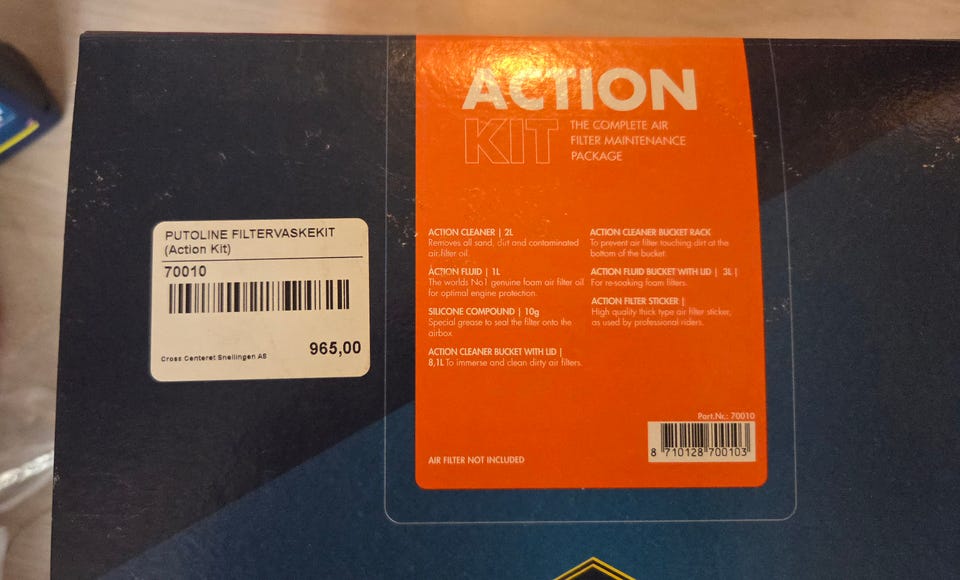 ACTION
KIT
THE COMPLETE AIR
FILTER MAINTENANCE
PACKAGE
PUTOLINE FILTERVASKEKIT
(Action Kit)
70010
965,00
Cross Centeret Snellingen AS
ACTION CLEANER | 2L
Removes all sand, dirt and contaminated
air-filter oil.
ACTION FLUID | 1L
The worlds No1 genuine foam air filter oil
for optimal engine protection.
SILICONE COMPOUND | 10g
Special grease to seal the filter onto the
airbox.
ACTION CLEANER BUCKET WITH LID |
8,1L To immerse and clean dirty air filters.
ACTION CLEANER BUCKET RACK
To prevent air filter touching dirt at the
bottom of the bucket.
ACTION FLUID BUCKET WITH LID | 3L |
For re-soaking foam filters.
ACTION FILTER STICKER |
High quality thick type air filter sticker,
as used by professional riders.
Part.Nr.: 70010
8 710128 700103
AIR FILTER NOT INCLUDED